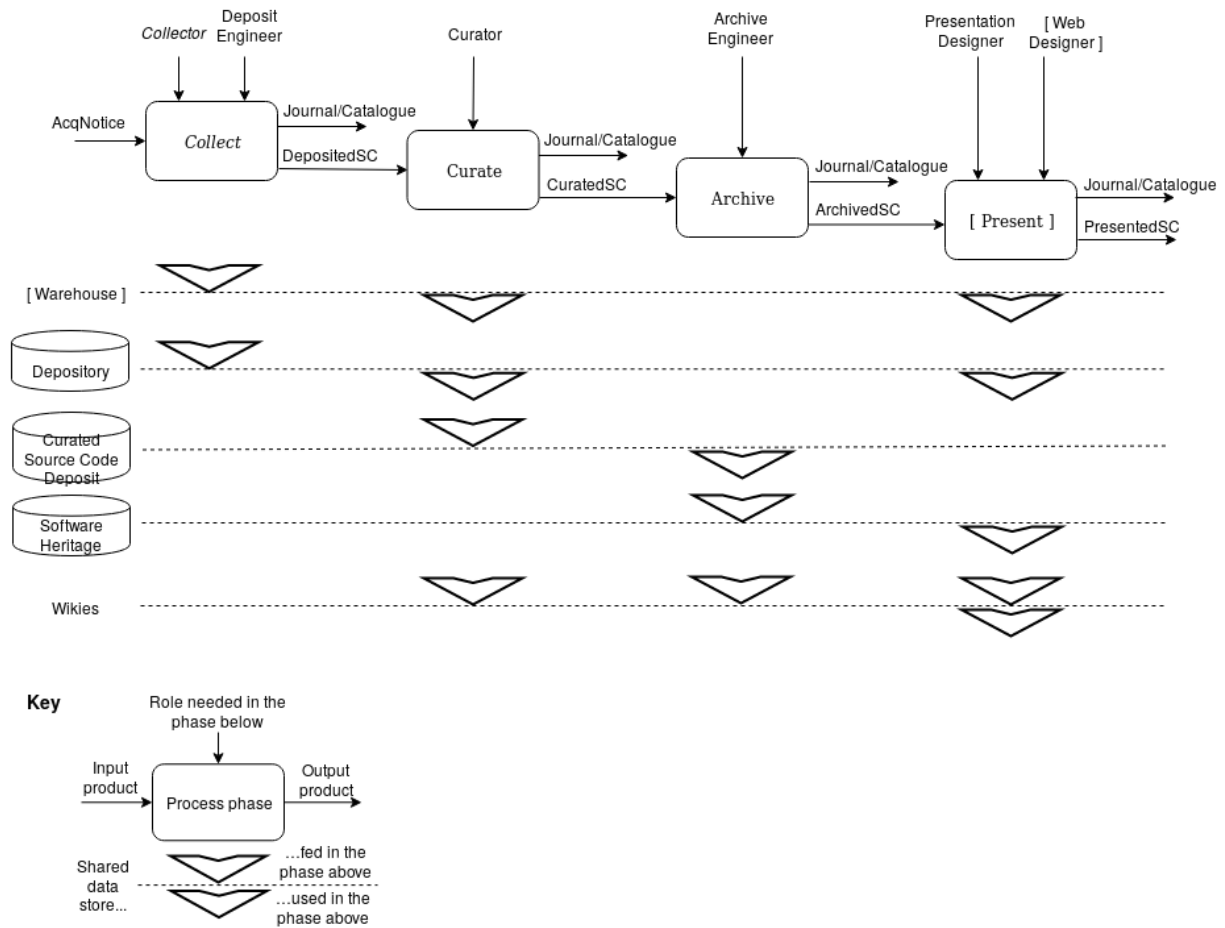 Collector
Deposit
Engineer
Curator
Archive
Engineer
Presentation
Designer
[ Web
Designer ]
AcqNotice
Collect
Journal/Catalogue
DepositedSC
Curate
Journal/Catalogue
CuratedSC
Archive
Journal/Catalogue
ArchivedSC
[ Present ]
Journal/Catalogue
PresentedSC
[ Warehouse ]
Depository
Curated
Source Code
Deposit
Software
Heritage
Wikies
Key
Role needed in the
phase below
Input
product
Process phase
Output
product
Shared
data
store...
...fed in the
phase above
...used in the
phase above